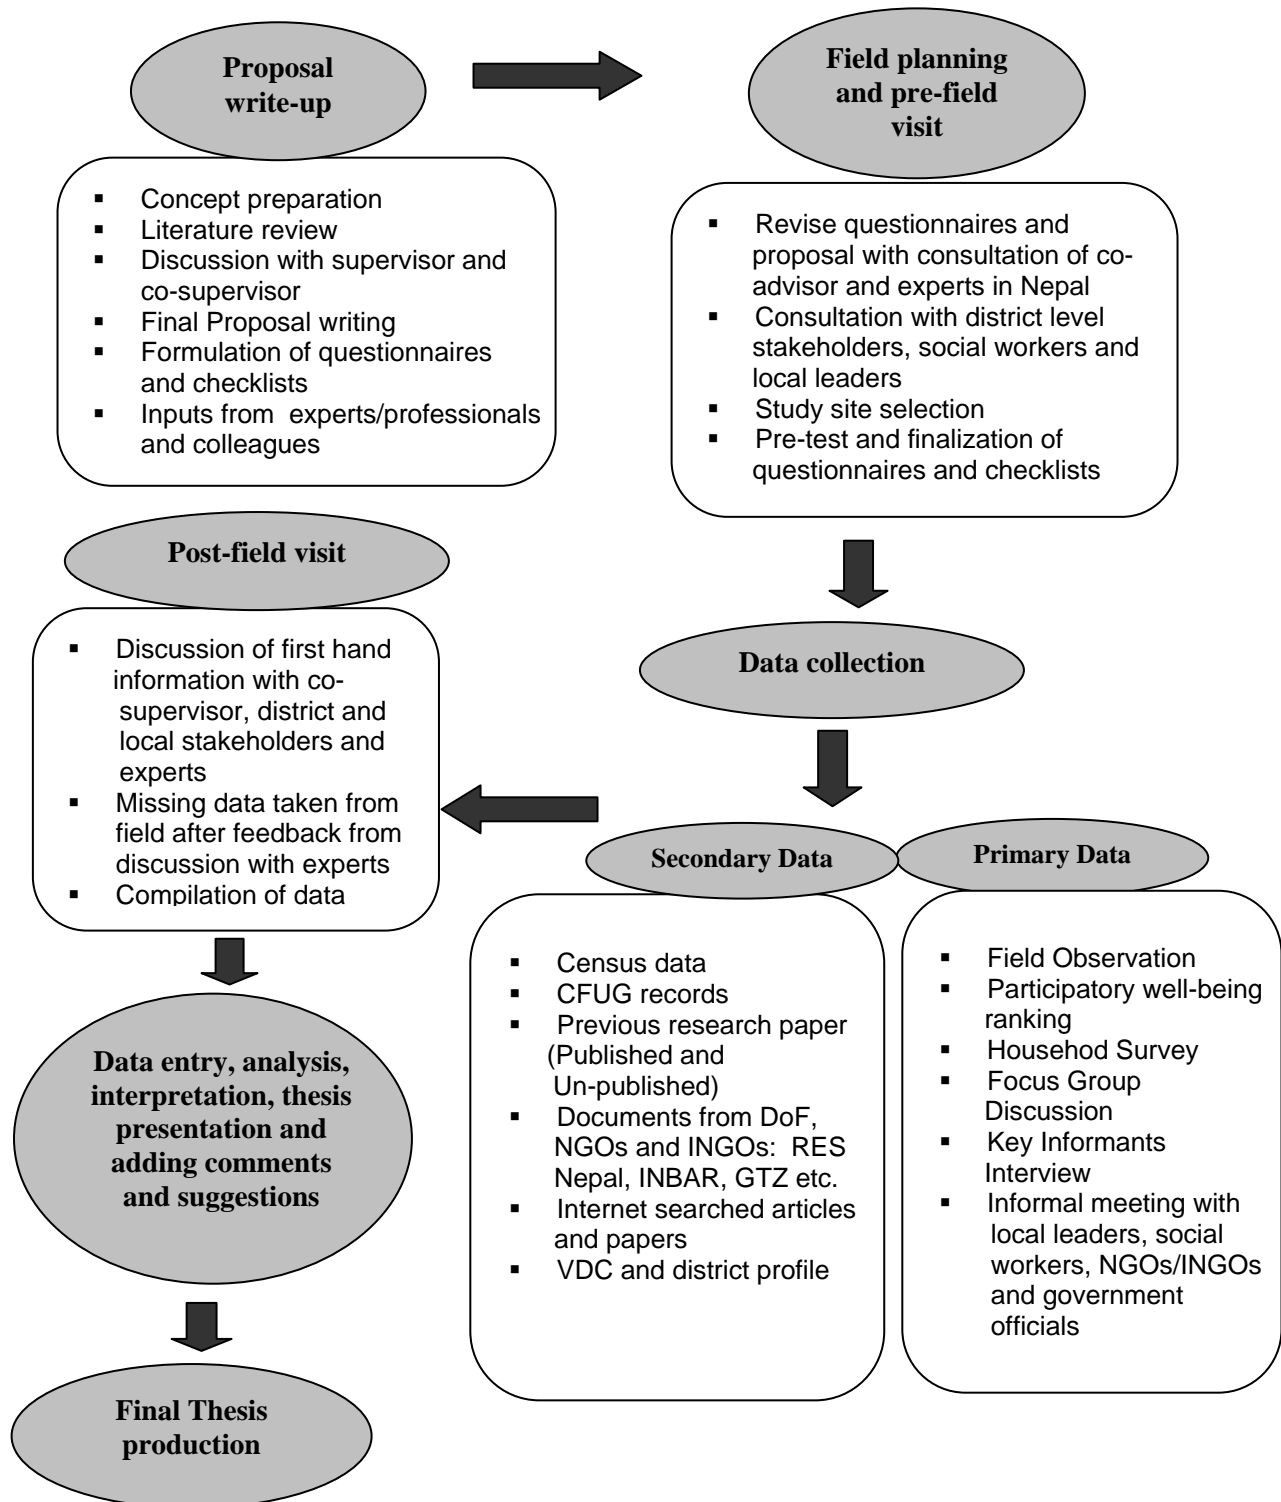 Proposal
write-up
▪ Concept preparation
▪ Literature review
▪ Discussion with supervisor and
co-supervisor
▪ Final Proposal writing
▪ Formulation of questionnaires
and checklists
▪ Inputs from experts/professionals
and colleagues
Field planning
and pre-field
visit
▪ Revise questionnaires and
proposal with consultation of co-
advisor and experts in Nepal
▪ Consultation with district level
stakeholders, social workers and
local leaders
▪ Study site selection
▪ Pre-test and finalization of
questionnaires and checklists
Data collection
Secondary Data
▪ Census data
▪ CFUG records
▪ Previous research paper
(Published and
Un-published)
▪ Documents from DoF,
NGOs and INGOs: RES
Nepal, INBAR, GTZ etc.
▪ Internet searched articles
and papers
▪ VDC and district profile
Primary Data
▪ Field Observation
▪ Participatory well-being
ranking
▪ Househod Survey
▪ Focus Group
Discussion
▪ Key Informants
Interview
▪ Informal meeting with
local leaders, social
workers, NGOs/INGOs
and government
officials
Post-field visit
▪ Discussion of first hand
information with co-
supervisor, district and
local stakeholders and
experts
▪ Missing data taken from
field after feedback from
discussion with experts
▪ Compilation of data
Data entry, analysis,
interpretation, thesis
presentation and
adding comments
and suggestions
Final Thesis
production